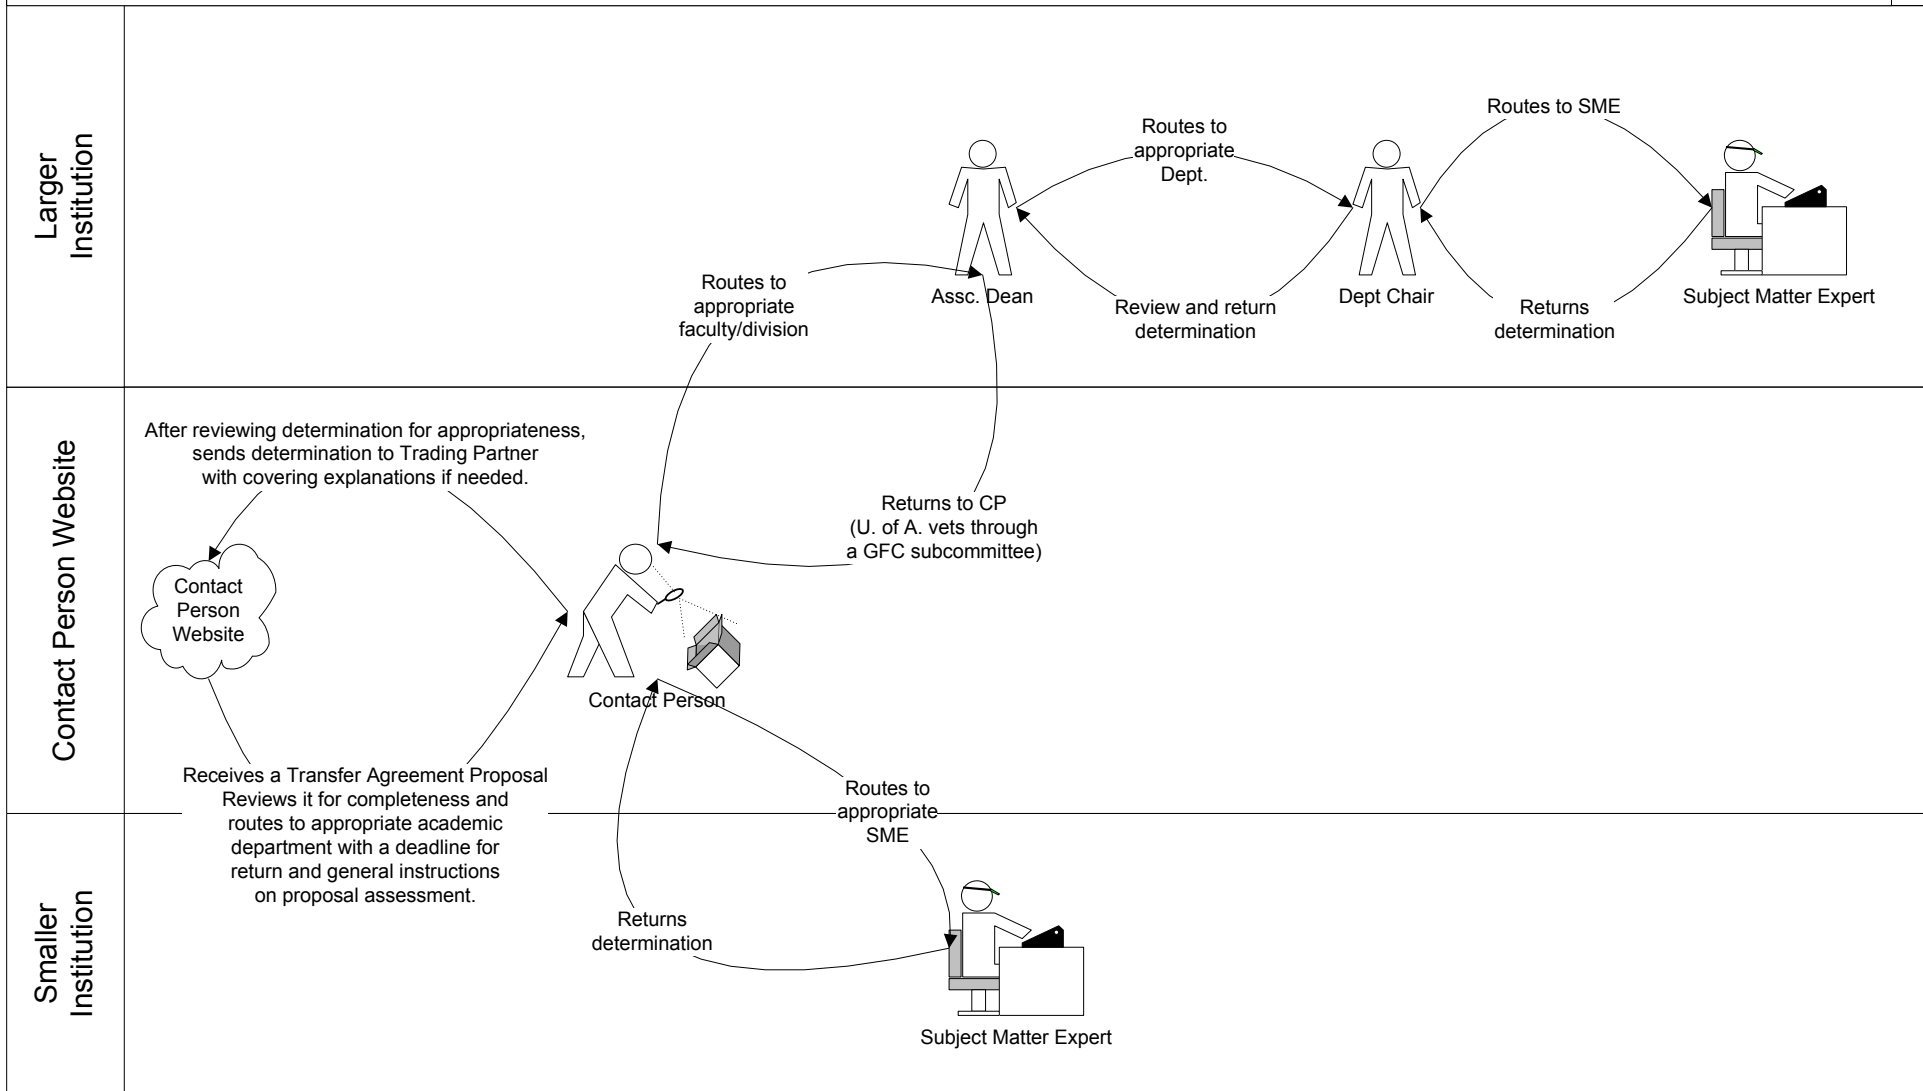 Larger
Institution
Routes to SME
Routes to
appropriate
Dept.
Routes to
appropriate
faculty/division
Assc. Dean
Review and return
determination
Dept Chair
Returns
determination
Subject Matter Expert
Contact Person Website
After reviewing determination for appropriateness,
sends determination to Trading Partner
with covering explanations if needed.
Returns to CP
(U. of A. vets through
a GFC subcommittee)
Contact
Person
Website
Contact Person
Receives a Transfer Agreement Proposal
Reviews it for completeness and
routes to appropriate academic
department with a deadline for
return and general instructions
on proposal assessment.
Routes to
appropriate
SME
Smaller
Institution
Returns
determination
Subject Matter Expert